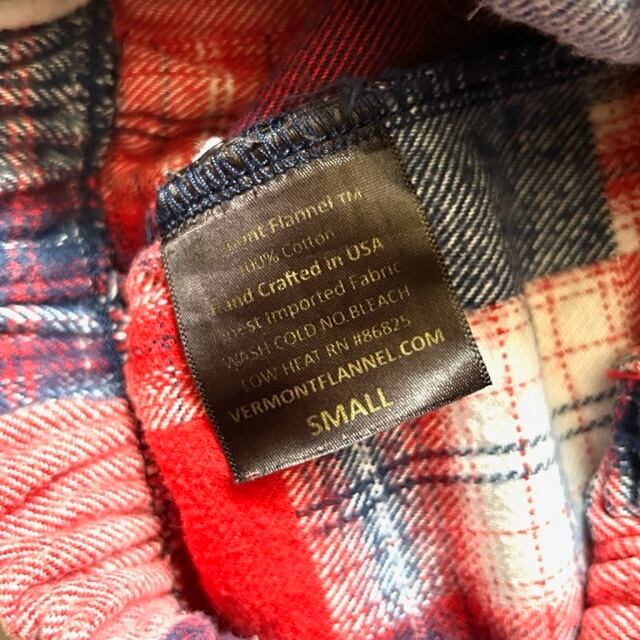 Flannel ™
100% Cotton
Hand Crafted in USA
imported Fabric
WASH COLD NO BLEACH
LOW HEAT RN #86825
VERMONTFLANNEL.COM
SMALL